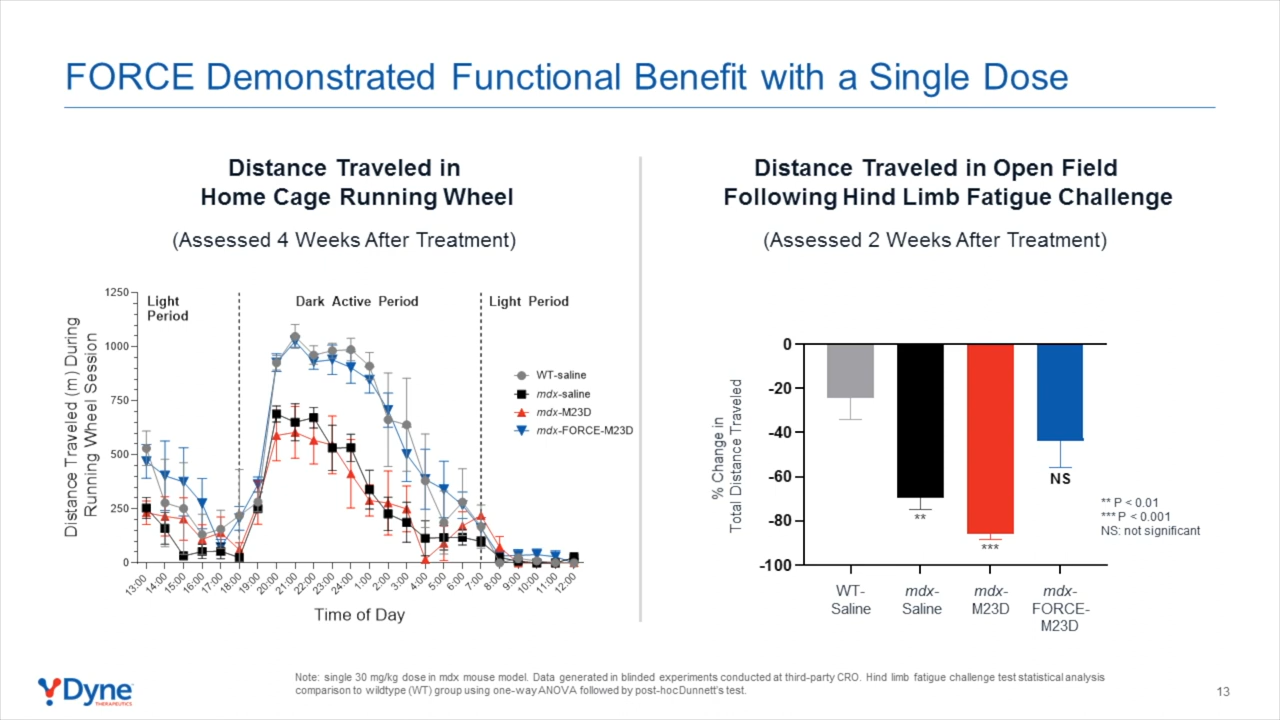 FORCE Demonstrated Functional Benefit with a Single Dose
Distance Traveled in
Home Cage Running Wheel
(Assessed 4 Weeks After Treatment)
Distance Traveled (m) During
Running Wheel Session
1250
1000
750
500
250
0
Light
Period
Dark Active Period
Light Period
WT-saline
mdx-saline
mdx-M23D
mdx-FORCE-M23D
13:00
14:00
15:00
16:00
17:00
18:00
19:00
20:00
21:00
22:00
23:00
24:00
1:00
2:00
3:00
4:00
5:00
6:00
7:00
8:00
9:00
10:00
11:00
12:00
Time of Day
Distance Traveled in Open Field
Following Hind Limb Fatigue Challenge
(Assessed 2 Weeks After Treatment)
% Change in
Total Distance Traveled
0
-20
-40
-60
-80
-100
**
***
NS
** P < 0.01
*** P < 0.001
NS: not significant
WT-
Saline
mdx-
Saline
mdx-
M23D
mdx-
FORCE-
M23D
Dyne
THERAPEUTICS
Note: single 30 mg/kg dose in mdx mouse model. Data generated in blinded experiments conducted at third-party CRO. Hind limb fatigue challenge test statistical analysis
comparison to wildtype (WT) group using one-way ANOVA followed by post-hoc Dunnett's test.
13